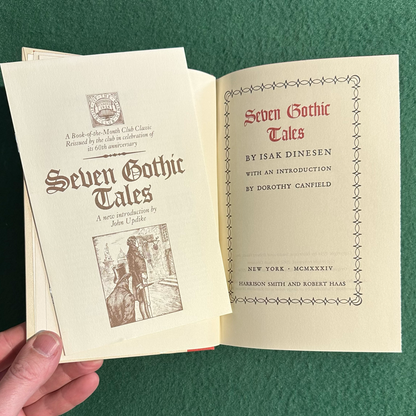 A Book-of-the-Month Club Classic
Reissued by the club in celebration of
its 60th anniversary
Seven Gothic
Tales
A new introduction by
John Updike
Seven Gothic
Tales
BY ISAK DINESEN
WITH AN INTRODUCTION
BY DOROTHY CANFIELD
NEW YORK · MCMXXXIV
HARRISON SMITH AND ROBERT HAAS